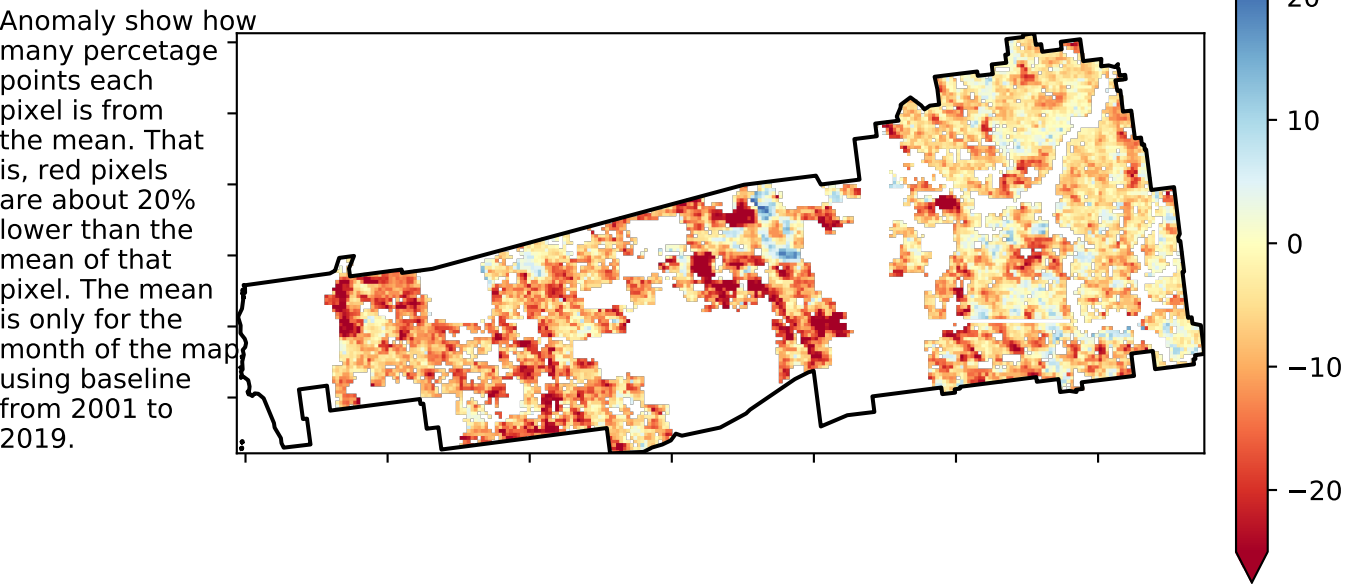 Anomaly show how
many percetage
points each
pixel is from
the mean. That
is, red pixels
are about 20%
lower than the
mean of that
pixel. The mean
is only for the
month of the map
using baseline
from 2001 to
2019.
20
10
0
−10
−20